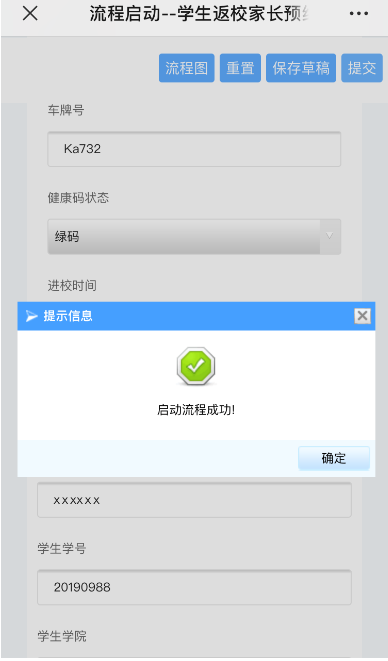 流程启动--学生返校家长预
流程图 重置 保存草稿 提交
车牌号
Ka732
健康码状态
绿码
进校时间
提示信息
启动流程成功!
确定
xxxxxx
学生学号
20190988
学生学院